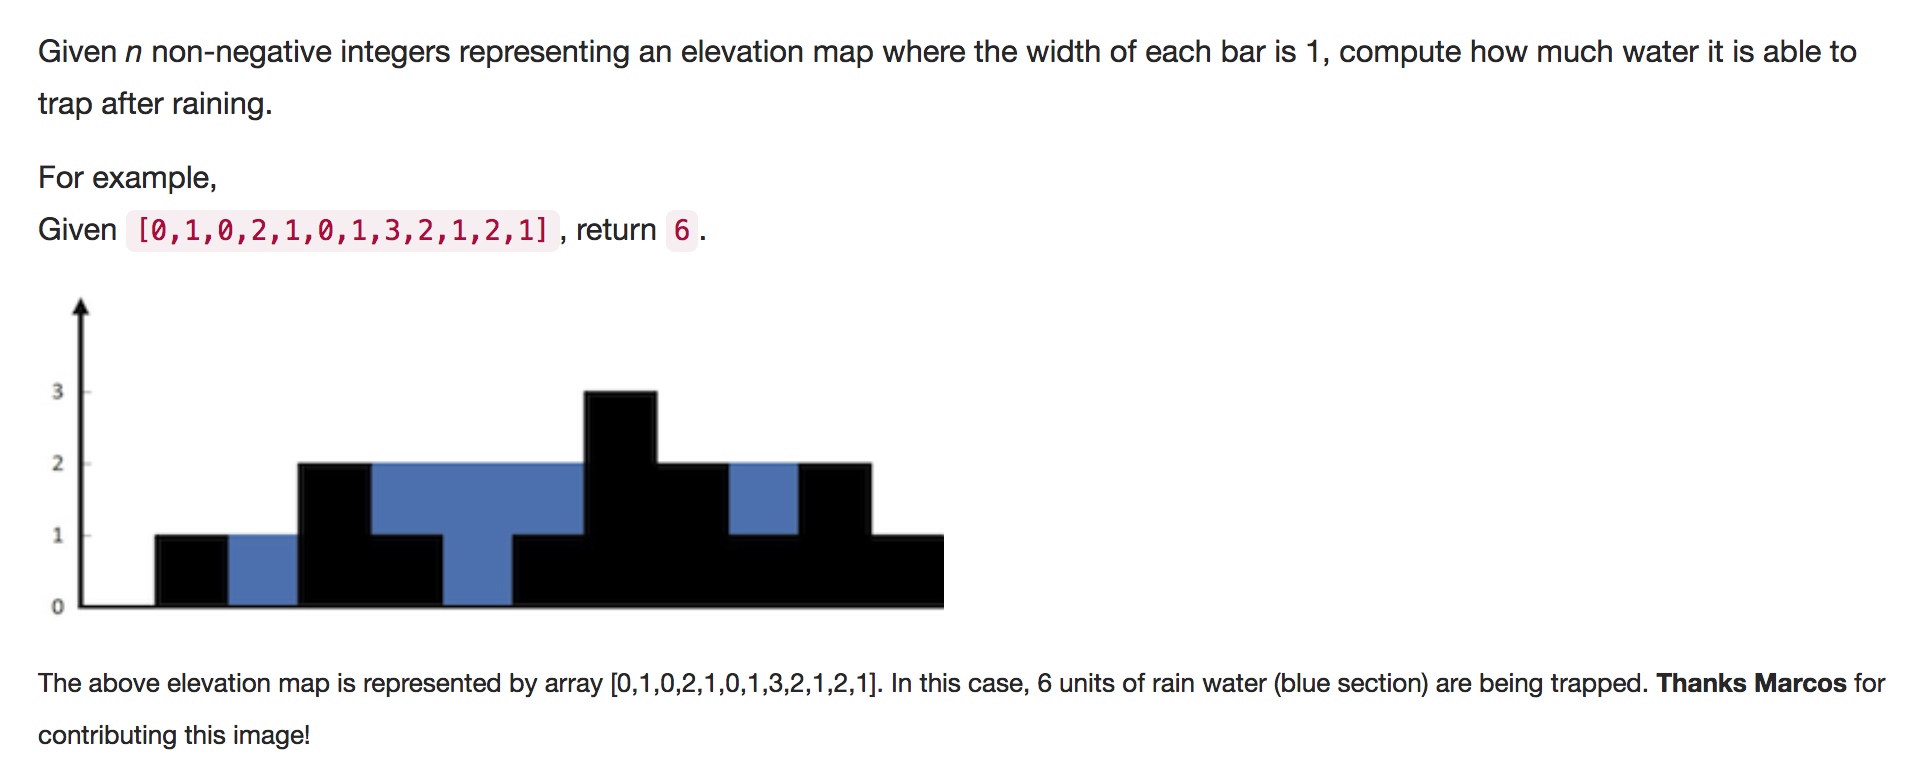 Given n non-negative integers representing an elevation map where the width of each bar is 1, compute how much water it is able to
trap after raining.
For example,
Given [0,1,0,2,1,0,1,3,2,1,2,1], return 6.
3
2
1
0
The above elevation map is represented by array [0,1,0,2,1,0,1,3,2,1,2,1]. In this case, 6 units of rain water (blue section) are being trapped. Thanks Marcos for
contributing this image!